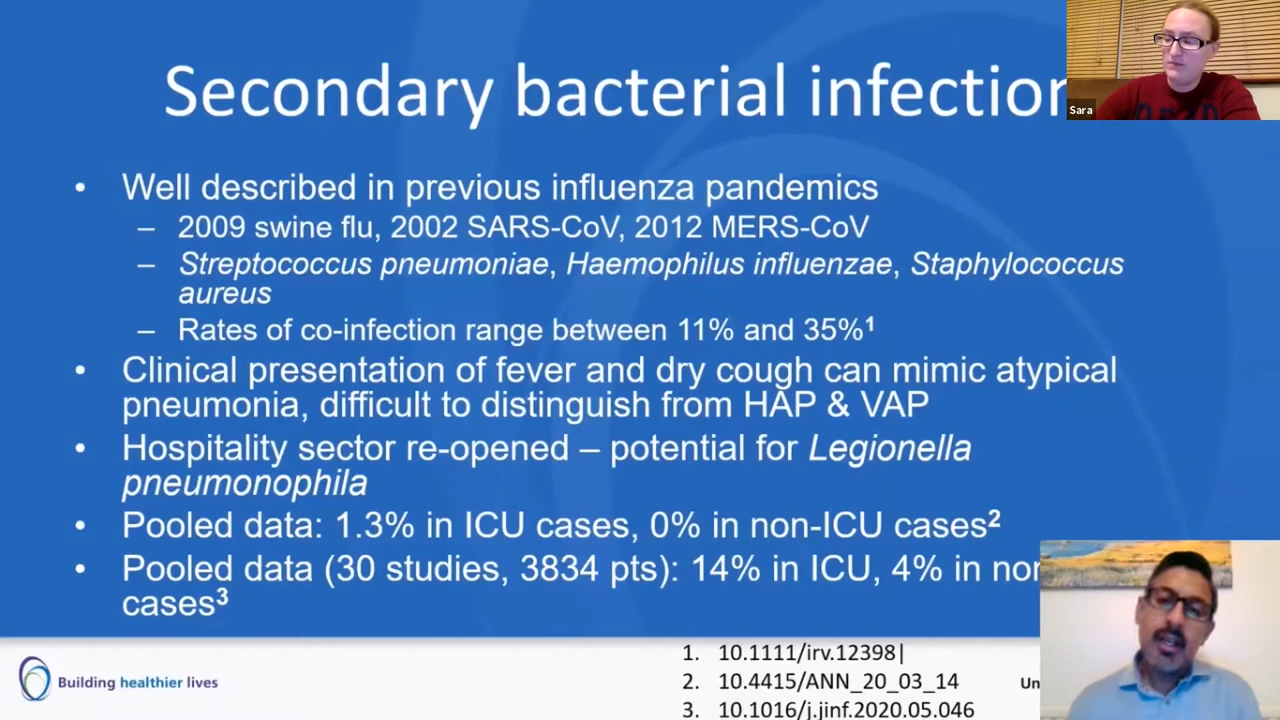 Secondary bacterial infection
Sara
• Well described in previous influenza pandemics
– 2009 swine flu, 2002 SARS-CoV, 2012 MERS-CoV
– Streptococcus pneumoniae, Haemophilus influenzae, Staphylococcus
aureus
– Rates of co-infection range between 11% and 35%¹
• Clinical presentation of fever and dry cough can mimic atypical
pneumonia, difficult to distinguish from HAP & VAP
• Hospitality sector re-opened – potential for Legionella
pneumonophila
• Pooled data: 1.3% in ICU cases, 0% in non-ICU cases²
• Pooled data (30 studies, 3834 pts): 14% in ICU, 4% in
cases³
Building healthier lives
1. 10.1111/irv.12398|
2. 10.4415/ANN_20_03_14
3. 10.1016/j.jinf.2020.05.046